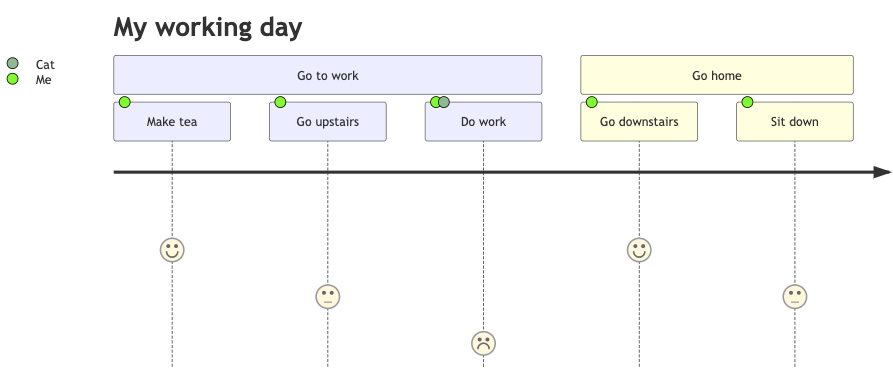 My working day
Cat
Me
Go to work
Go home
Make tea
Go upstairs
Do work
Go downstairs
Sit down